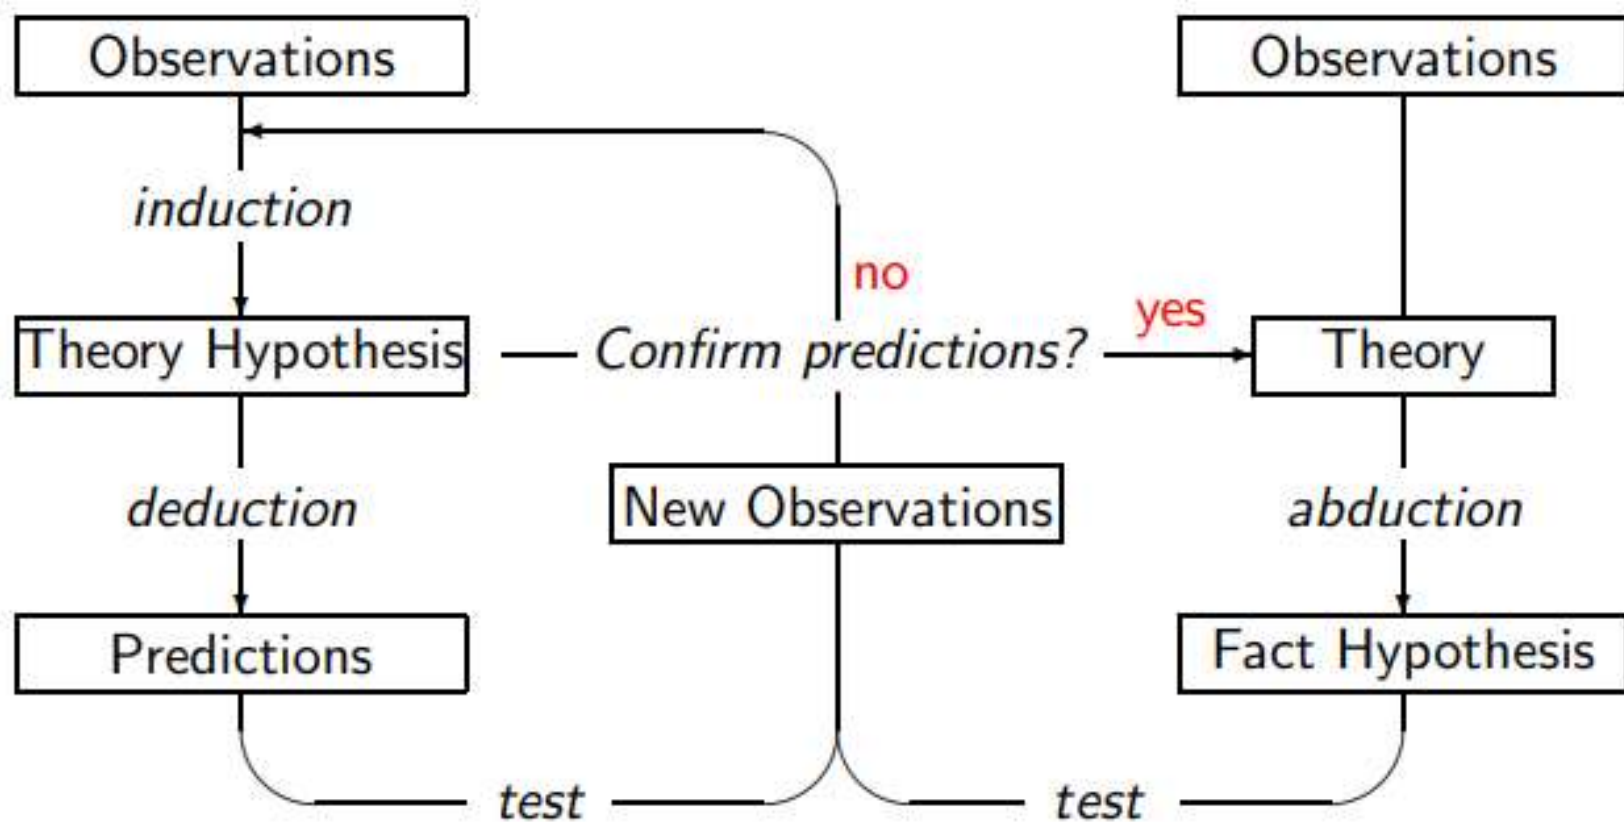 Observations
Observations
induction
no
yes
Theory Hypothesis
Confirm predictions?
Theory
deduction
New Observations
abduction
Predictions
Fact Hypothesis
test
test